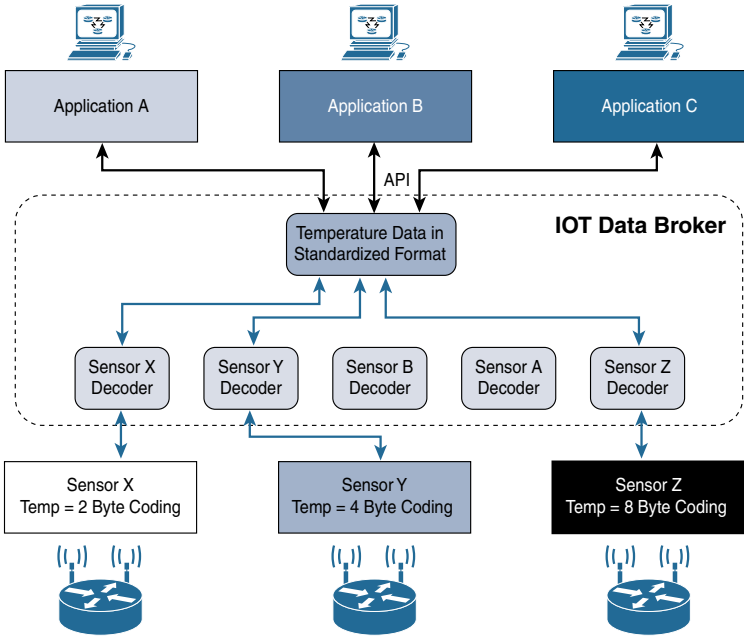 Application A
Application B
Application C
API
IOT Data Broker
Temperature Data in
Standardized Format
Sensor X
Decoder
Sensor Y
Decoder
Sensor B
Decoder
Sensor A
Decoder
Sensor Z
Decoder
Sensor X
Temp = 2 Byte Coding
Sensor Y
Temp = 4 Byte Coding
Sensor Z
Temp = 8 Byte Coding